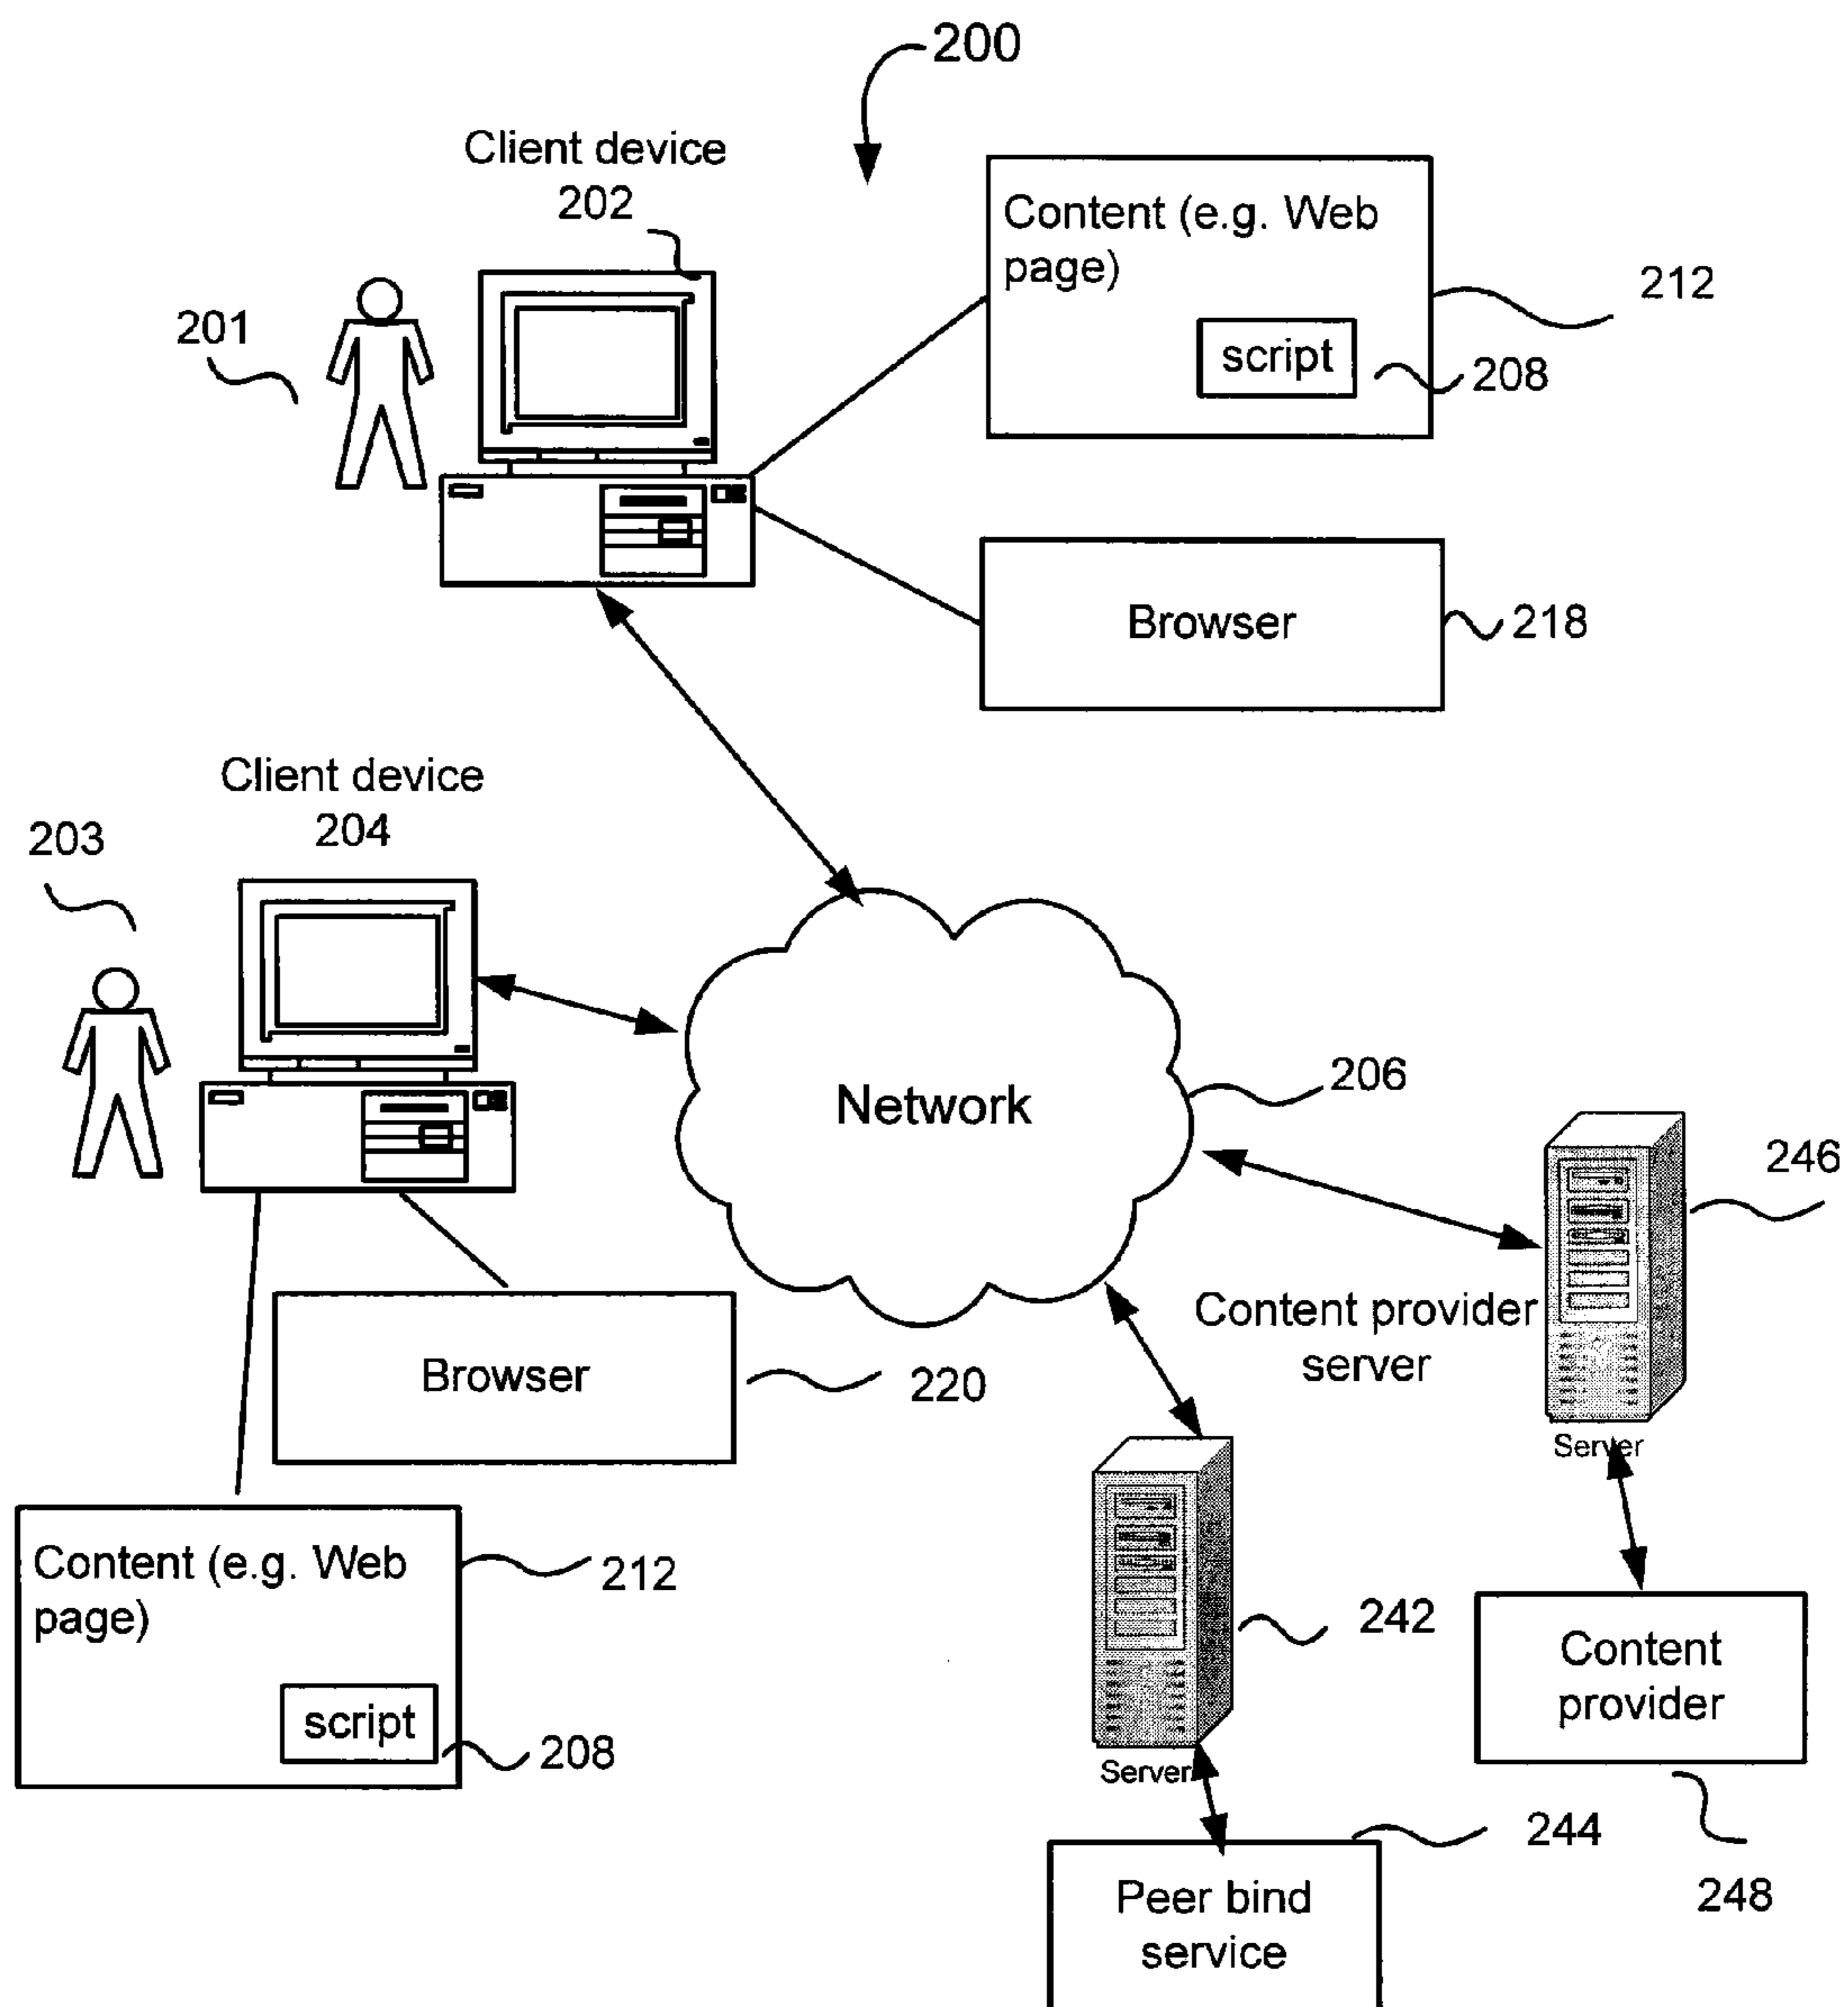 200
Client device
202
Content (e.g. Web
page)
212
201
script
208
Browser
218
Client device
204
203
Network
206
246
Content provider
server
Browser
220
Server
Content (e.g. Web
page)
212
242
Content
provider
script
208
Server
244
248
Peer bind
service